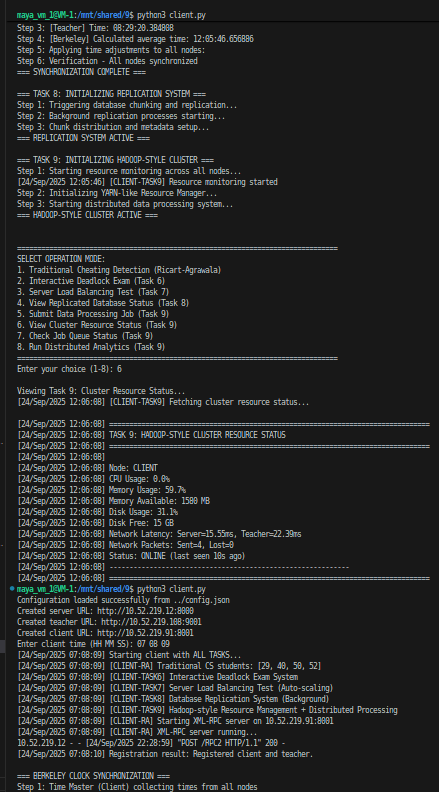 maya_vm_1@VM-1:/mnt/shared/9$ python3 client.py
Step 3: [Teacher] Time: 08:29:20.384808
Step 4: [Berkeley] Calculated average time: 12:05:46.656886
Step 5: Applying time adjustments to all nodes:
Step 6: Verification - All nodes synchronized
=== SYNCHRONIZATION COMPLETE ===
=== TASK 8: INITIALIZING REPLICATION SYSTEM ===
Step 1: Triggering database chunking and replication...
Step 2: Background replication processes starting...
Step 3: Chunk distribution and metadata setup...
=== REPLICATION SYSTEM ACTIVE ===
=== TASK 9: INITIALIZING HADOOP-STYLE CLUSTER ===
Step 1: Starting resource monitoring across all nodes...
[24/Sep/2025 12:05:46] [CLIENT-TASK9] Resource monitoring started
Step 2: Initializing YARN-like Resource Manager...
Step 3: Starting distributed data processing system...
=== HADOOP-STYLE CLUSTER ACTIVE ===
================================================================================
SELECT OPERATION MODE:
1. Traditional Cheating Detection (Ricart-Agrawala)
2. Interactive Deadlock Exam (Task 6)
3. Server Load Balancing Test (Task 7)
4. View Replicated Database Status (Task 8)
5. Submit Data Processing Job (Task 9)
6. View Cluster Resource Status (Task 9)
7. Check Job Queue Status (Task 9)
8. Run Distributed Analytics (Task 9)
================================================================================
Enter your choice (1-8): 6
Viewing Task 9: Cluster Resource Status...
[24/Sep/2025 12:06:08] [CLIENT-TASK9] Fetching cluster resource status...
[24/Sep/2025 12:06:08] ================================================================================
[24/Sep/2025 12:06:08] TASK 9: HADOOP-STYLE CLUSTER RESOURCE STATUS
[24/Sep/2025 12:06:08] ================================================================================
[24/Sep/2025 12:06:08]
[24/Sep/2025 12:06:08] Node: CLIENT
[24/Sep/2025 12:06:08] CPU Usage: 0.0%
[24/Sep/2025 12:06:08] Memory Usage: 59.7%
[24/Sep/2025 12:06:08] Memory Available: 1580 MB
[24/Sep/2025 12:06:08] Disk Usage: 31.1%
[24/Sep/2025 12:06:08] Disk Free: 15 GB
[24/Sep/2025 12:06:08] Network Latency: Server=15.55ms, Teacher=22.39ms
[24/Sep/2025 12:06:08] Network Packets: Sent=4, Lost=0
[24/Sep/2025 12:06:08] Status: ONLINE (last seen 10s ago)
[24/Sep/2025 12:06:08] ------------------------------------------------------------
[24/Sep/2025 12:06:08] ================================================================================
maya_vm_1@VM-1:/mnt/shared/9$ python3 client.py
Configuration loaded successfully from ../config.json
Created server URL: http://10.52.219.12:8000
Created teacher URL: http://10.52.219.108:9001
Created client URL: http://10.52.219.91:8001
Enter client time (HH MM SS): 07 08 09
[24/Sep/2025 07:08:09] Starting client with ALL TASKS...
[24/Sep/2025 07:08:09] [CLIENT-RA] Traditional CS students: [29, 40, 50, 52]
[24/Sep/2025 07:08:09] [CLIENT-TASK6] Interactive Deadlock Exam System
[24/Sep/2025 07:08:09] [CLIENT-TASK7] Server Load Balancing Test (Auto-scaling)
[24/Sep/2025 07:08:09] [CLIENT-TASK8] Database Replication System (Background)
[24/Sep/2025 07:08:09] [CLIENT-TASK9] Hadoop-style Resource Management + Distributed Processing
[24/Sep/2025 07:08:09] [CLIENT-RA] Starting XML-RPC server on 10.52.219.91:8001
[24/Sep/2025 07:08:09] [CLIENT-RA] XML-RPC server running...
10.52.219.12 - - [24/Sep/2025 22:28:59] "POST /RPC2 HTTP/1.1" 200 -
[24/Sep/2025 07:08:10] Registration result: Registered client and teacher.
=== BERKELEY CLOCK SYNCHRONIZATION ===
Step 1: Time Master (Client) collecting times from all nodes